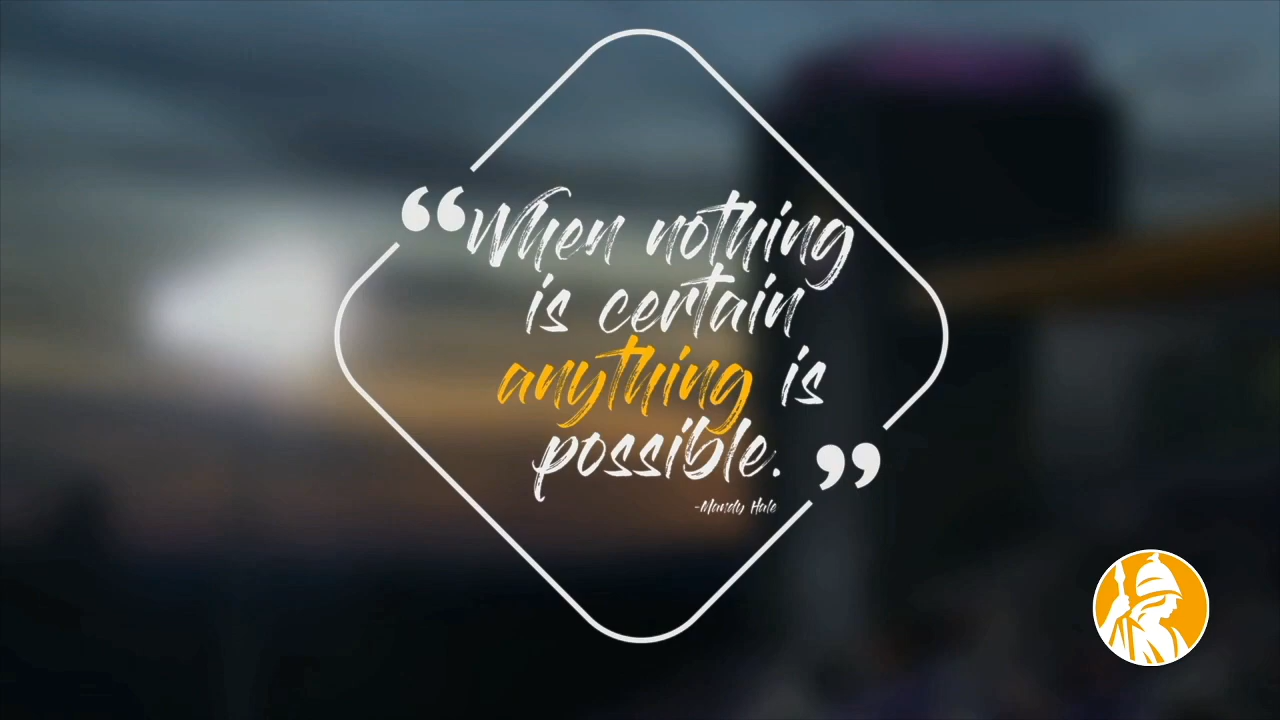 “When nothing
is certain
anything is
possible.”
-Mandy Hale